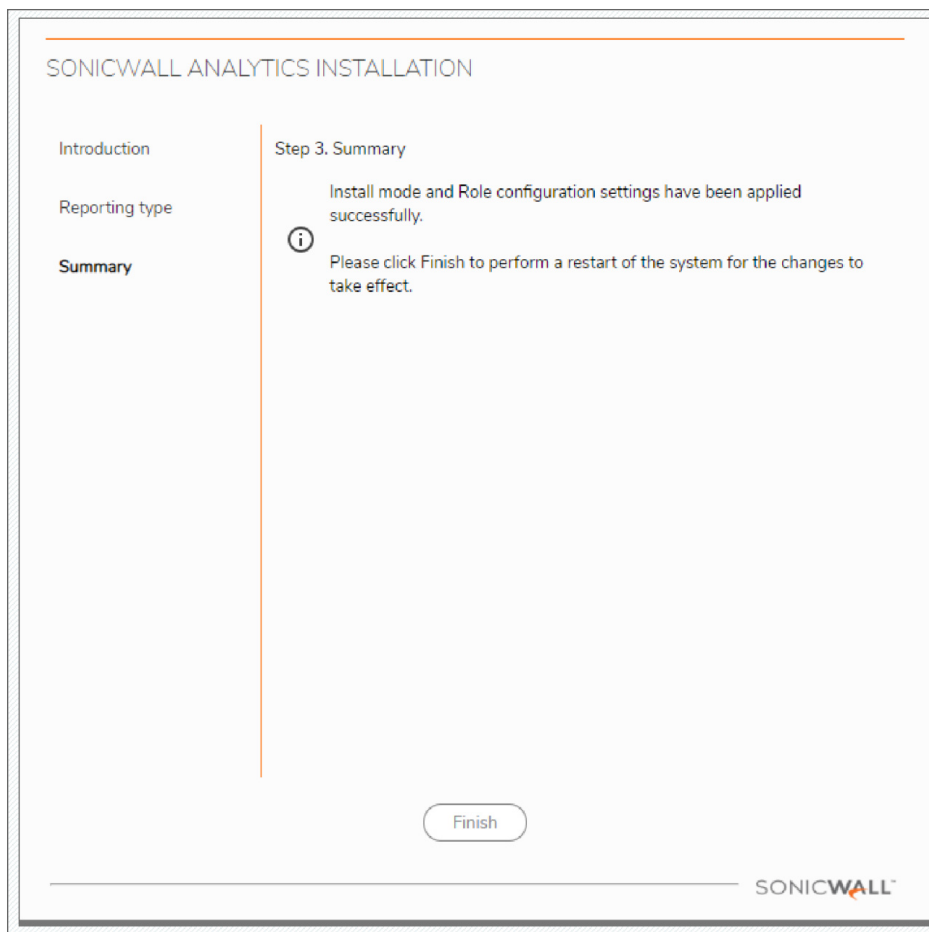 SONICWALL ANALYTICS INSTALLATION
Introduction
Reporting type
Summary
Step 3. Summary
Install mode and Role configuration settings have been applied
successfully.
Please click Finish to perform a restart of the system for the changes to
take effect.
Finish
SONICWALL™